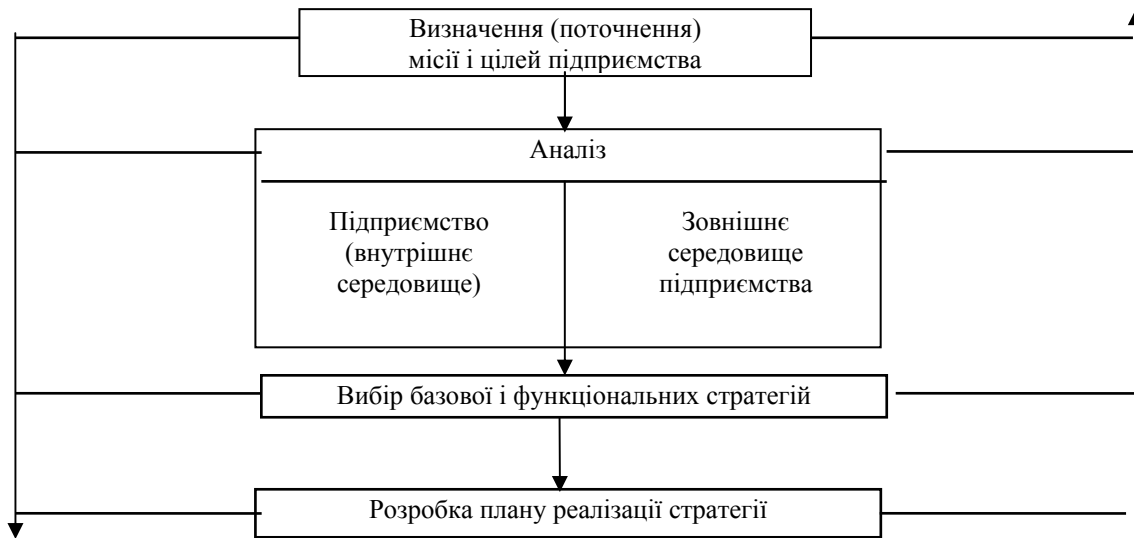 Визначення (поточнення)
місії і цілей підприємства
Аналіз
Підприємство
(внутрішнє
середовище)
Зовнішнє
середовище
підприємства
Вибір базової і функціональних стратегій
Розробка плану реалізації стратегії